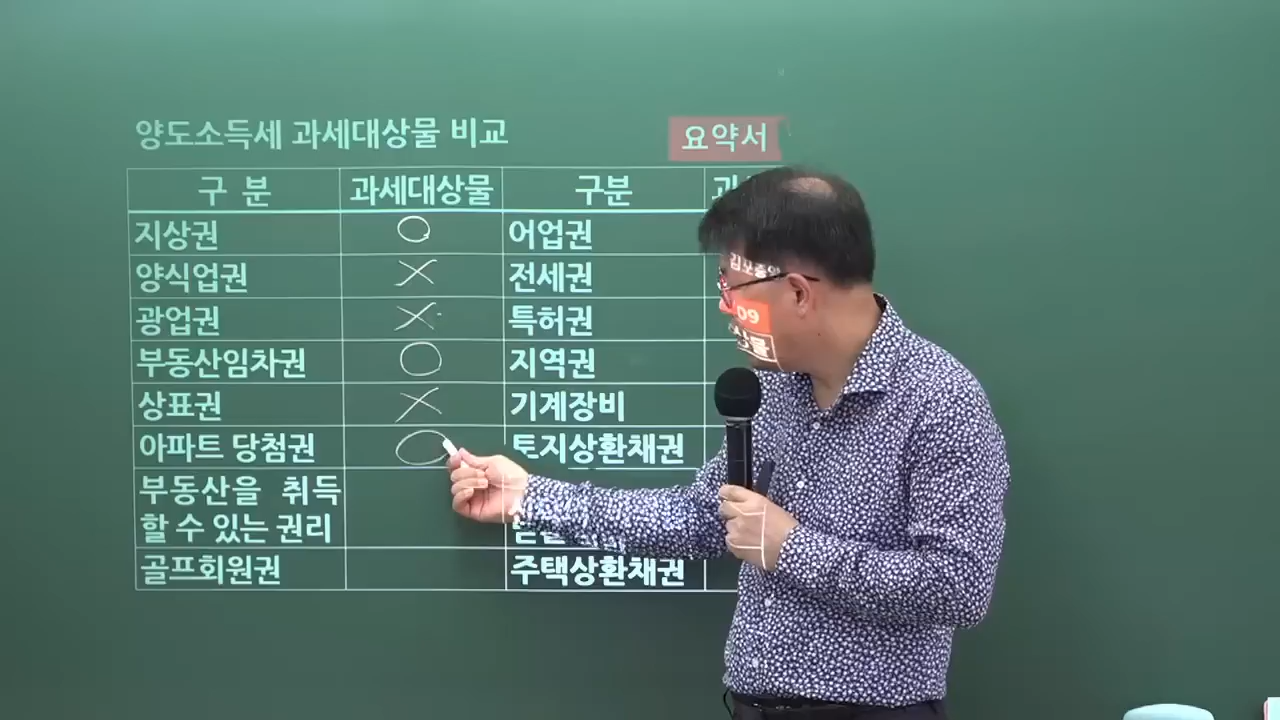 양도소득세 과세대상물 비교
요약서
구 분 과세대상물 구분
지상권 ○ 어업권
양식업권 × 전세권
광업권 × 특허권
부동산임차권 ○ 지역권
상표권 × 기계장비
아파트 당첨권 ○ 토지상환채권
부동산을 취득
할 수 있는 권리
골프회원권 주택상환채권
09